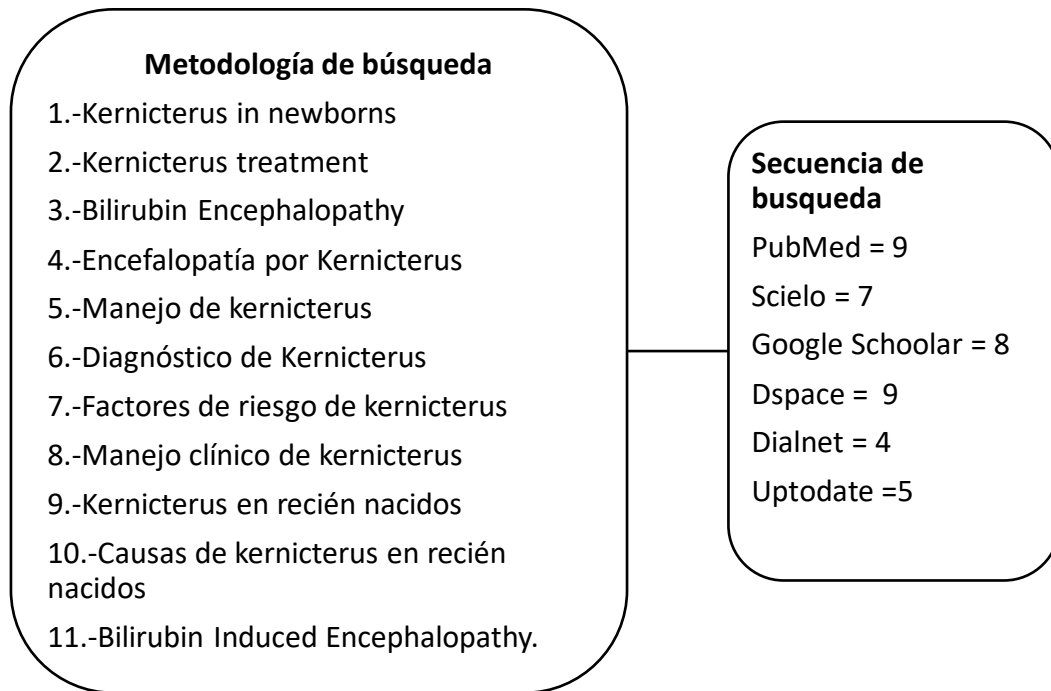 Metodología de búsqueda
1.-Kernicterus in newborns
2.-Kernicterus treatment
3.-Bilirubin Encephalopathy
4.-Encefalopatía por Kernicterus
5.-Manejo de kernicterus
6.-Diagnóstico de Kernicterus
7.-Factores de riesgo de kernicterus
8.-Manejo clínico de kernicterus
9.-Kernicterus en recién nacidos
10.-Causas de kernicterus en recién
nacidos
11.-Bilirubin Induced Encephalopathy.
Secuencia de
busqueda
PubMed = 9
Scielo = 7
Google Schoolar = 8
Dspace =  9
Dialnet = 4
Uptodate =5